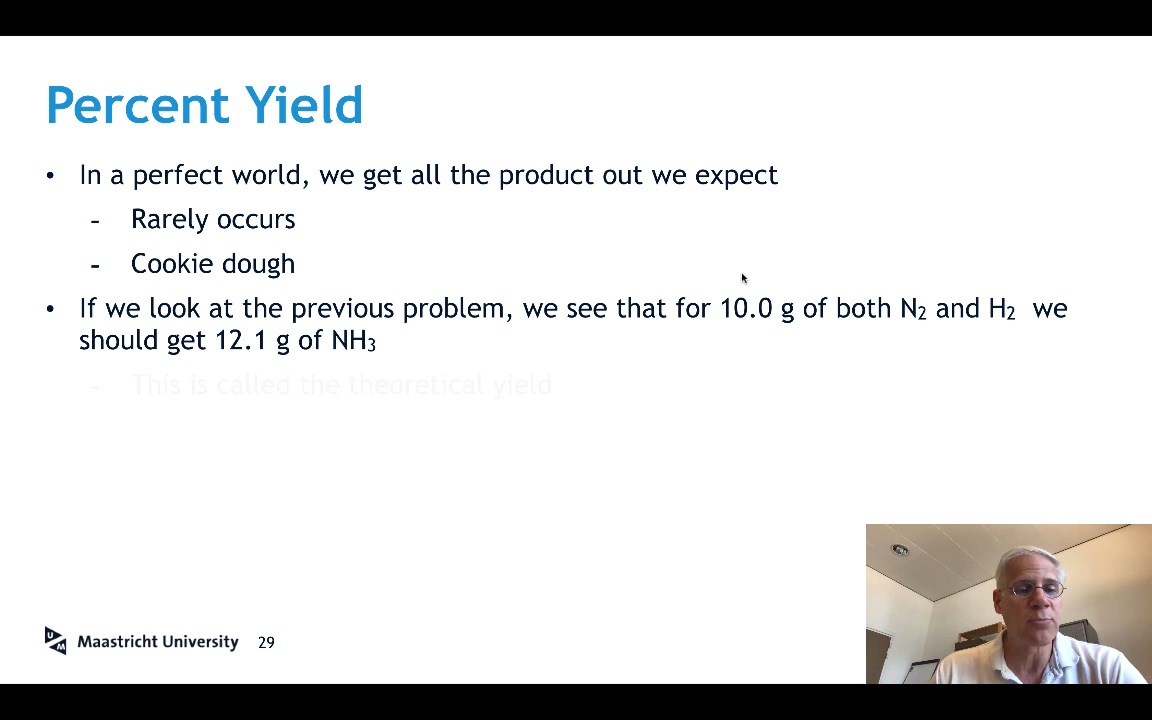 Percent Yield
• In a perfect world, we get all the product out we expect
- Rarely occurs
- Cookie dough
• If we look at the previous problem, we see that for 10.0 g of both N₂ and H₂ we
should get 12.1 g of NH₃
- This is called the theoretical yield
UM Maastricht University 29